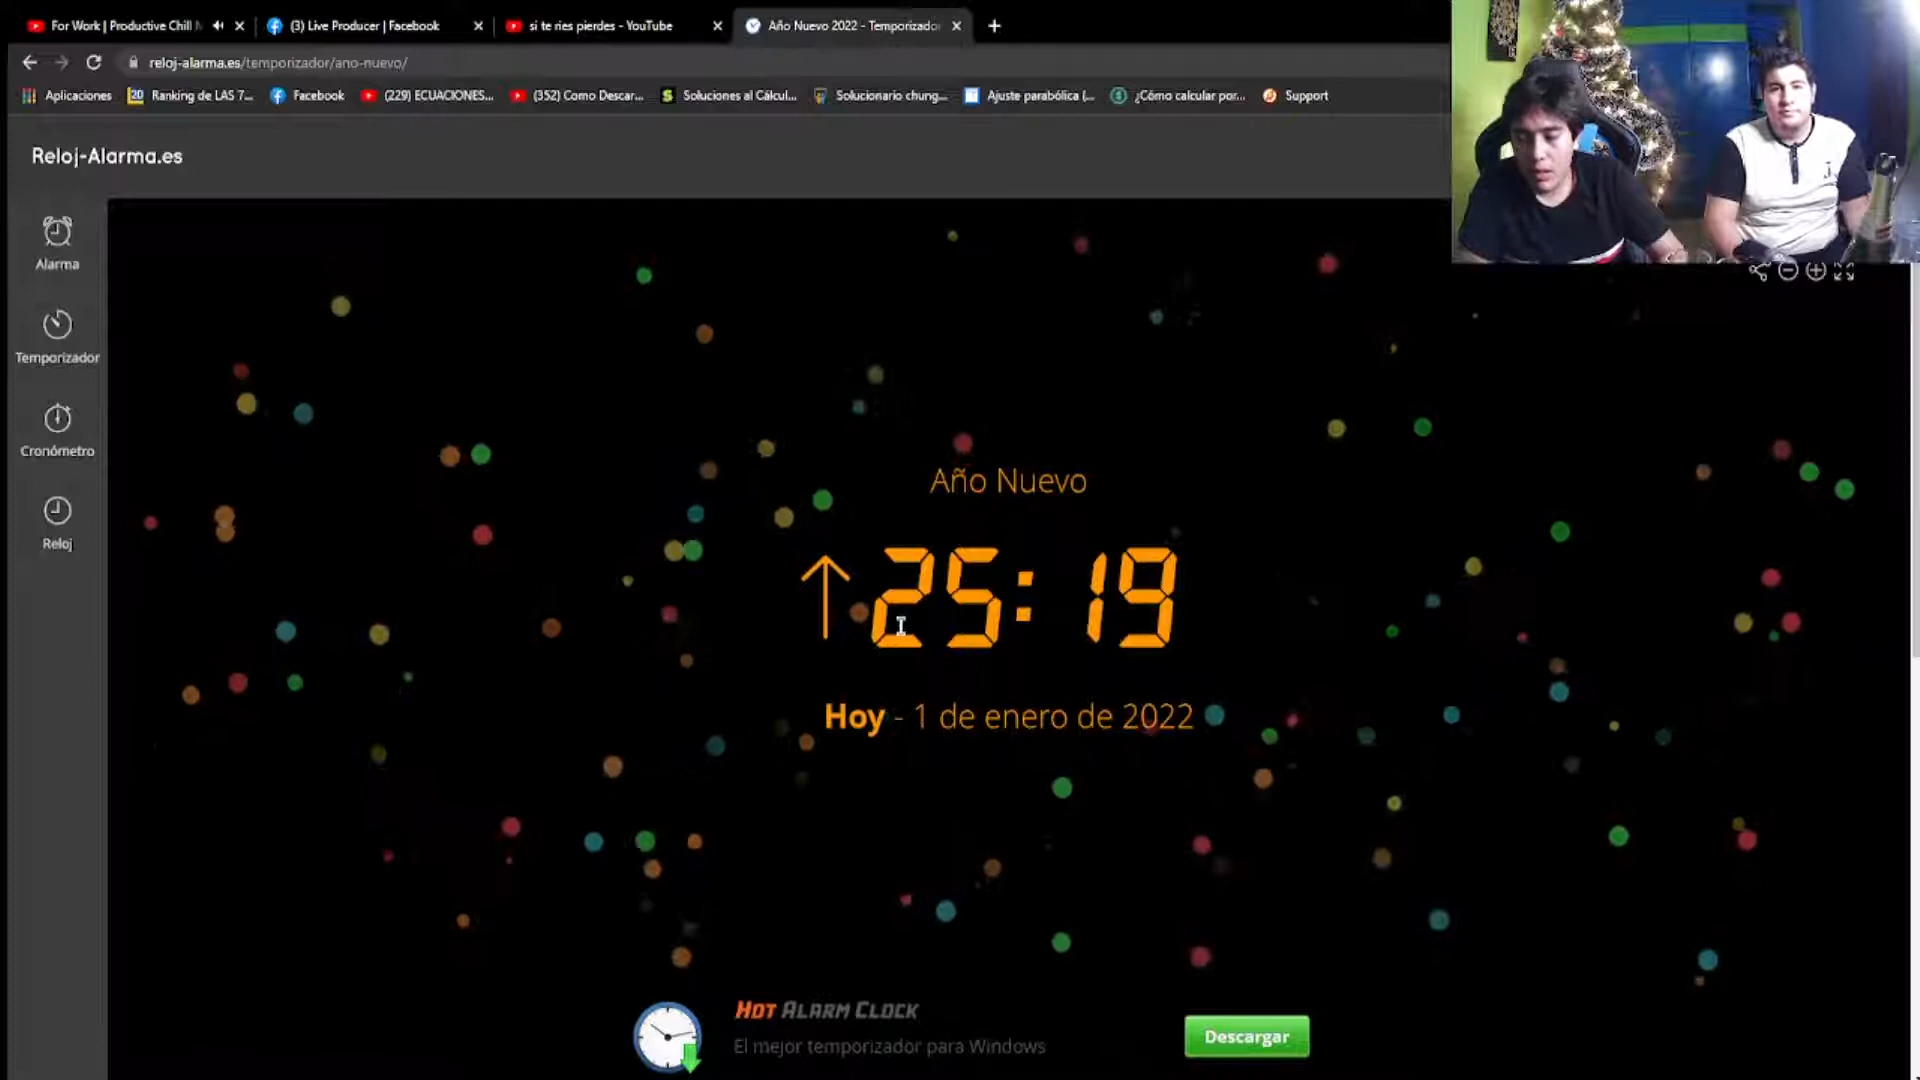 For Work | Productive Chill
(3) Live Producer | Facebook
si te ries pierdes - YouTube
Año Nuevo 2022 - Temporizador
reloj-alarma.es/temporizador/ano-nuevo/
Aplicaciones
Ranking de LAS 7...
Facebook
(229) ECUACIONES...
(352) Como Descar...
Soluciones al Cálcul...
Solucionario chung...
Ajuste parabólica (...
¿Cómo calcular por...
Support
Reloj-Alarma.es
Alarma
Temporizador
Cronómetro
Reloj
Año Nuevo
↑25:19
Hoy - 1 de enero de 2022
HOT ALARM CLOCK
El mejor temporizador para Windows
Descargar